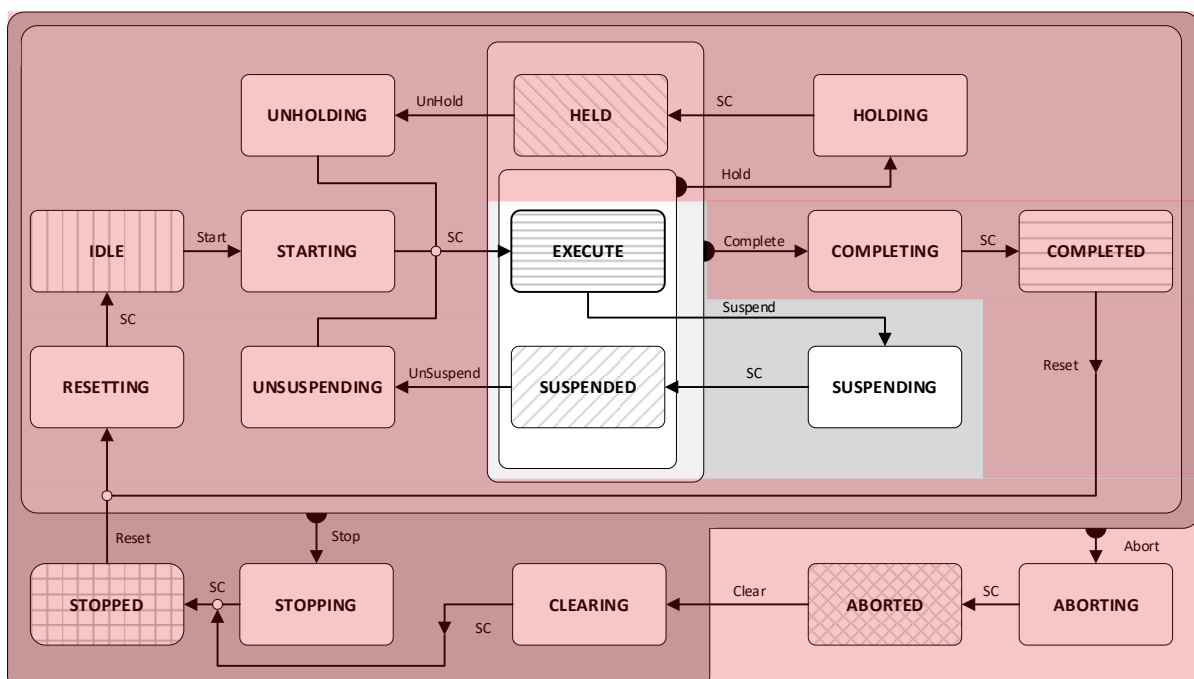 UnHold
SC
UNHOLDING
HELD
HOLDING
Hold
Start
SC
Complete
SC
IDLE
STARTING
EXECUTE
COMPLETING
COMPLETED
Suspend
SC
UnSuspend
SC
Reset
RESETTING
UNSUSPENDING
SUSPENDED
SUSPENDING
Reset
Stop
Abort
SC
Clear
SC
STOPPED
STOPPING
CLEARING
ABORTED
ABORTING
SC